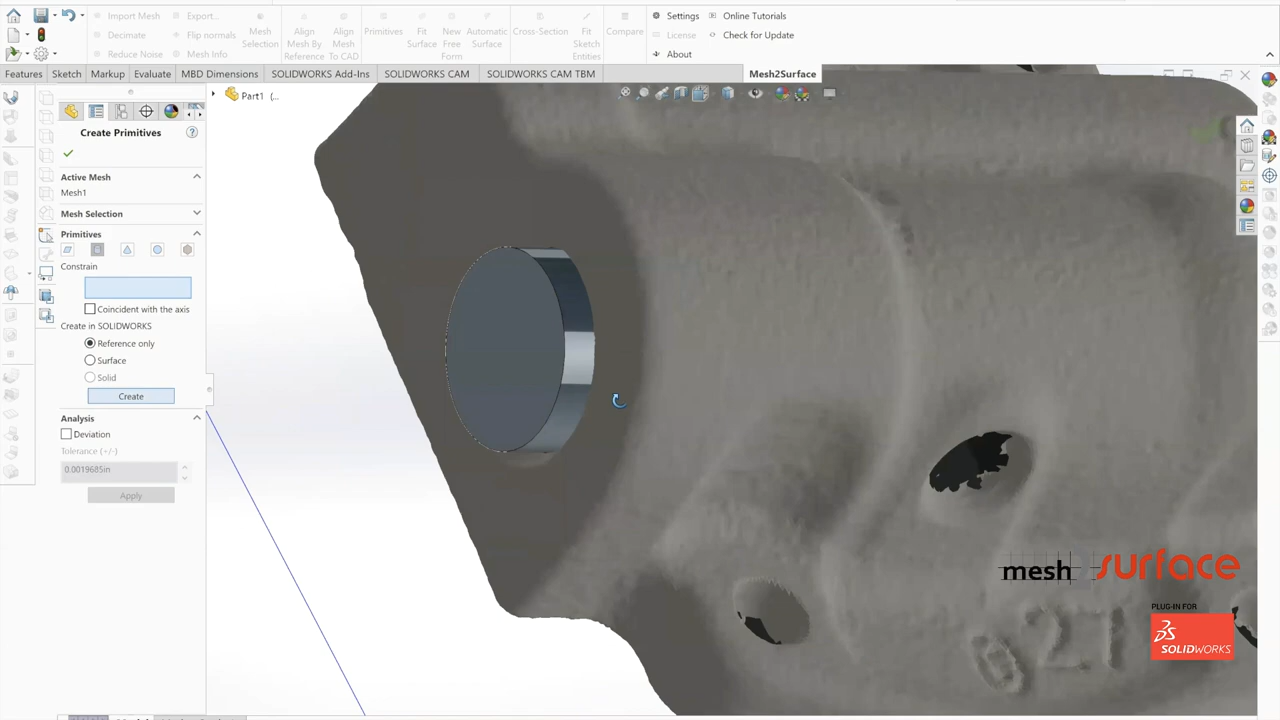 Import Mesh
Export...
Decimate
Flip normals
Reduce Noise
Mesh Info
Mesh Selection
Align Mesh By Reference
Align Mesh To CAD
Primitives
Fit Surface
New Free Form
Automatic Surface
Cross-Section
Fit Sketch Entities
Compare
Settings
Online Tutorials
License
Check for Update
About
Features Sketch Markup Evaluate MBD Dimensions SOLIDWORKS Add-Ins SOLIDWORKS CAM SOLIDWORKS CAM TBM Mesh2Surface
Part1 (...
Create Primitives
Active Mesh
Mesh1
Mesh Selection
Primitives
Constrain
Coincident with the axis
Create in SOLIDWORKS
Reference only
Surface
Solid
Create
Analysis
Deviation
Tolerance (+/-)
0.0019685in
Apply
mesh surface
PLUG-IN FOR
SOLIDWORKS
021